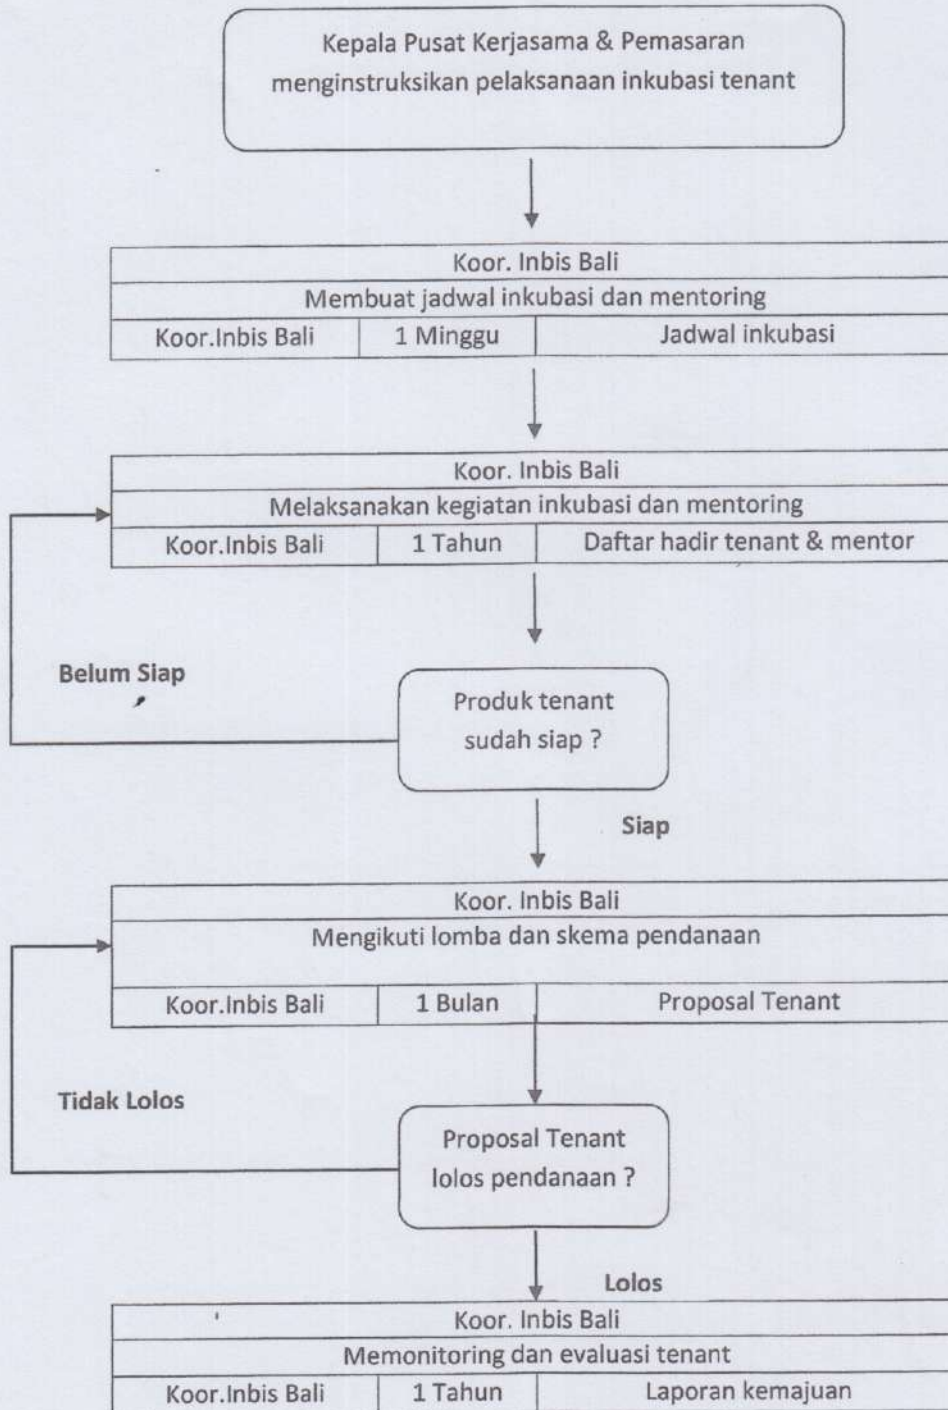 Kepala Pusat Kerjasama & Pemasaran
menginstruksikan pelaksanaan inkubasi tenant
Koor. Inbis Bali
Membuat jadwal inkubasi dan mentoring
Koor.Inbis Bali 1 Minggu Jadwal inkubasi
Koor. Inbis Bali
Melaksanakan kegiatan inkubasi dan mentoring
Koor.Inbis Bali 1 Tahun Daftar hadir tenant & mentor
Belum Siap
Produk tenant
sudah siap ?
Siap
Koor. Inbis Bali
Mengikuti lomba dan skema pendanaan
Koor.Inbis Bali 1 Bulan Proposal Tenant
Tidak Lolos
Proposal Tenant
lolos pendanaan ?
Lolos
Koor. Inbis Bali
Memonitoring dan evaluasi tenant
Koor.Inbis Bali 1 Tahun Laporan kemajuan